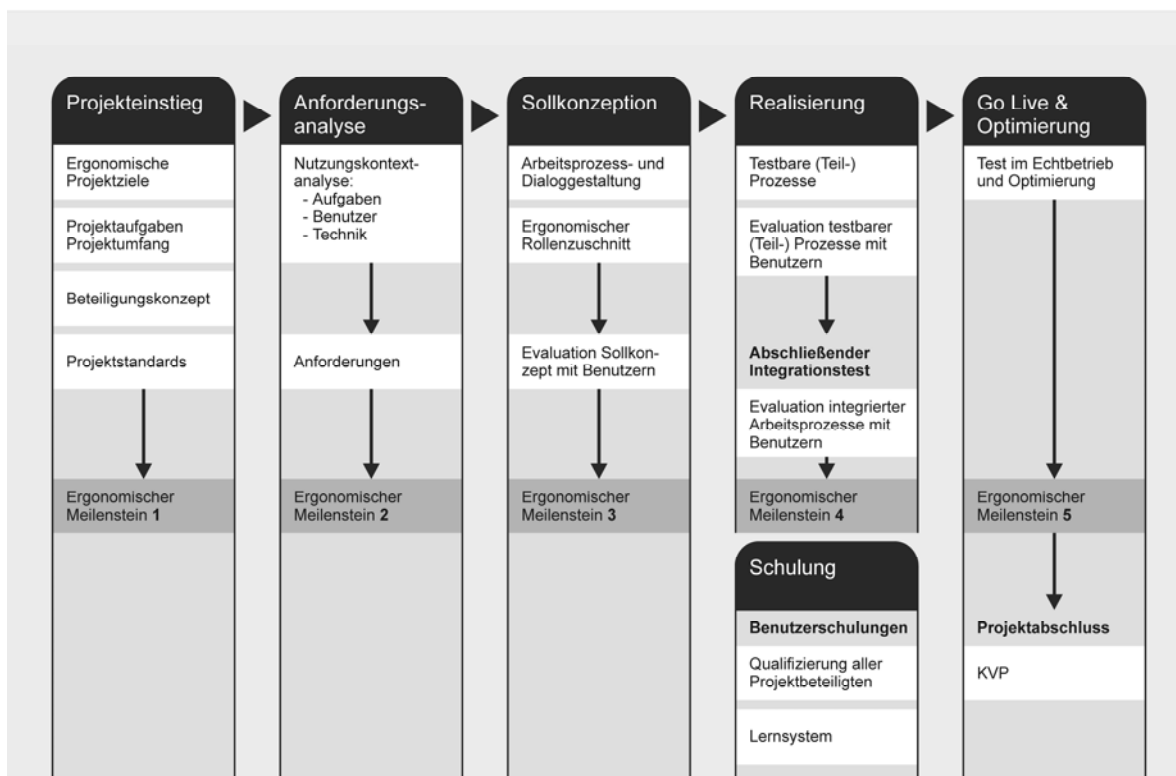 Projekteinstieg
Ergonomische
Projektziele
Projektaufgaben
Projektumfang
Beteiligungskonzept
Projektstandards
Ergonomischer
Meilenstein 1
Anforderungs-
analyse
Nutzungskontext-
analyse:
- Aufgaben
- Benutzer
- Technik
Anforderungen
Ergonomischer
Meilenstein 2
Sollkonzeption
Arbeitsprozess- und
Dialoggestaltung
Ergonomischer
Rollenzuschnitt
Evaluation Sollkon-
zept mit Benutzern
Ergonomischer
Meilenstein 3
Realisierung
Testbare (Teil-)
Prozesse
Evaluation testbarer
(Teil-) Prozesse mit
Benutzern
Abschließender
Integrationstest
Evaluation integrierter
Arbeitsprozesse mit
Benutzern
Ergonomischer
Meilenstein 4
Schulung
Benutzerschulungen
Qualifizierung aller
Projektbeteiligten
Lernsystem
Go Live &
Optimierung
Test im Echtbetrieb
und Optimierung
Ergonomischer
Meilenstein 5
Projektabschluss
KVP